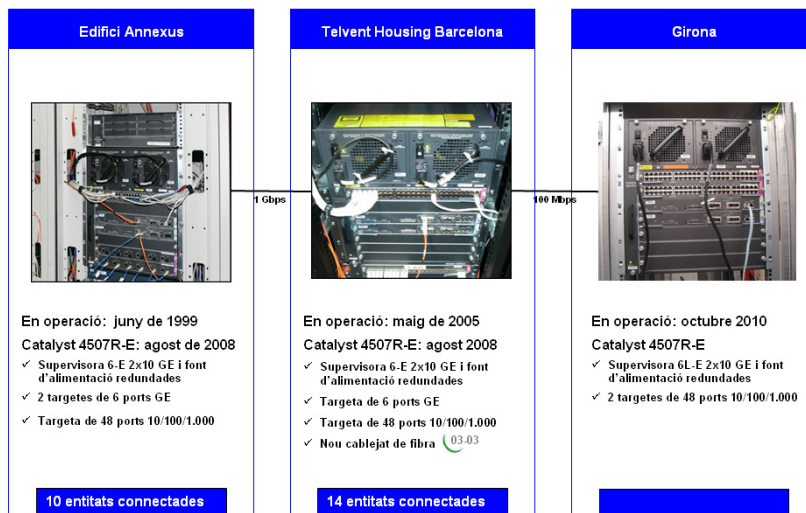 Edifici Annexus
Telvent Housing Barcelona
Girona
1 Gbps
100 Mbps
En operació: juny de 1999
Catalyst 4507R-E: agost de 2008
✓ Supervisora 6-E 2x10 GE i font
d'alimentació redundades
✓ 2 targetes de 6 ports GE
✓ Targeta de 48 ports 10/100/1.000
10 entitats connectades
En operació: maig de 2005
Catalyst 4507R-E: agost 2008
✓ Supervisora 6-E 2x10 GE i font
d'alimentació redundades
✓ Targeta de 6 ports GE
✓ Targeta de 48 ports 10/100/1.000
✓ Nou cablejat de fibra 03-03
14 entitats connectades
En operació: octubre 2010
Catalyst 4507R-E
✓ Supervisora 6L-E 2x10 GE i font
d'alimentació redundades
✓ 2 targetes de 48 ports 10/100/1.000